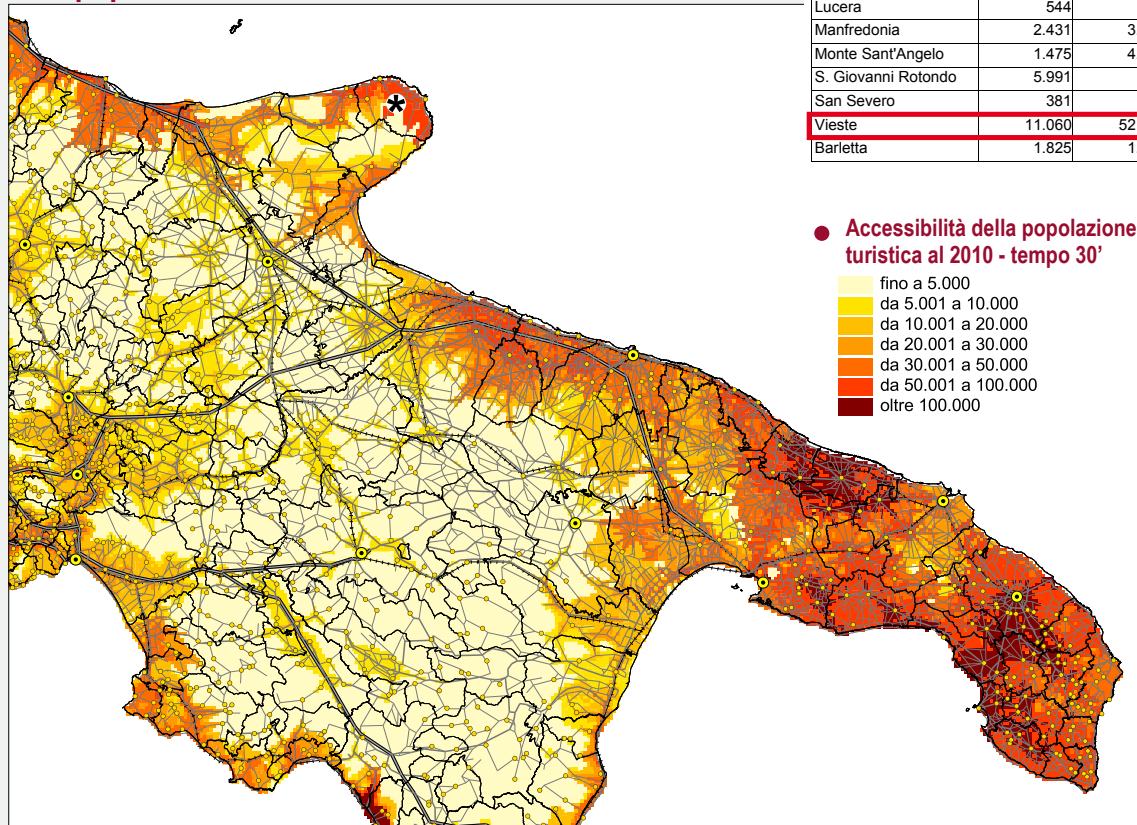 Lucera 544
Manfredonia 2.431 3.
Monte Sant'Angelo 1.475 4.
S. Giovanni Rotondo 5.991
San Severo 381
Vieste 11.060 52
Barletta 1.825 1.
● Accessibilità della popolazione
turistica al 2010 - tempo 30’
fino a 5.000
da 5.001 a 10.000
da 10.001 a 20.000
da 20.001 a 30.000
da 30.001 a 50.000
da 50.001 a 100.000
oltre 100.000
*